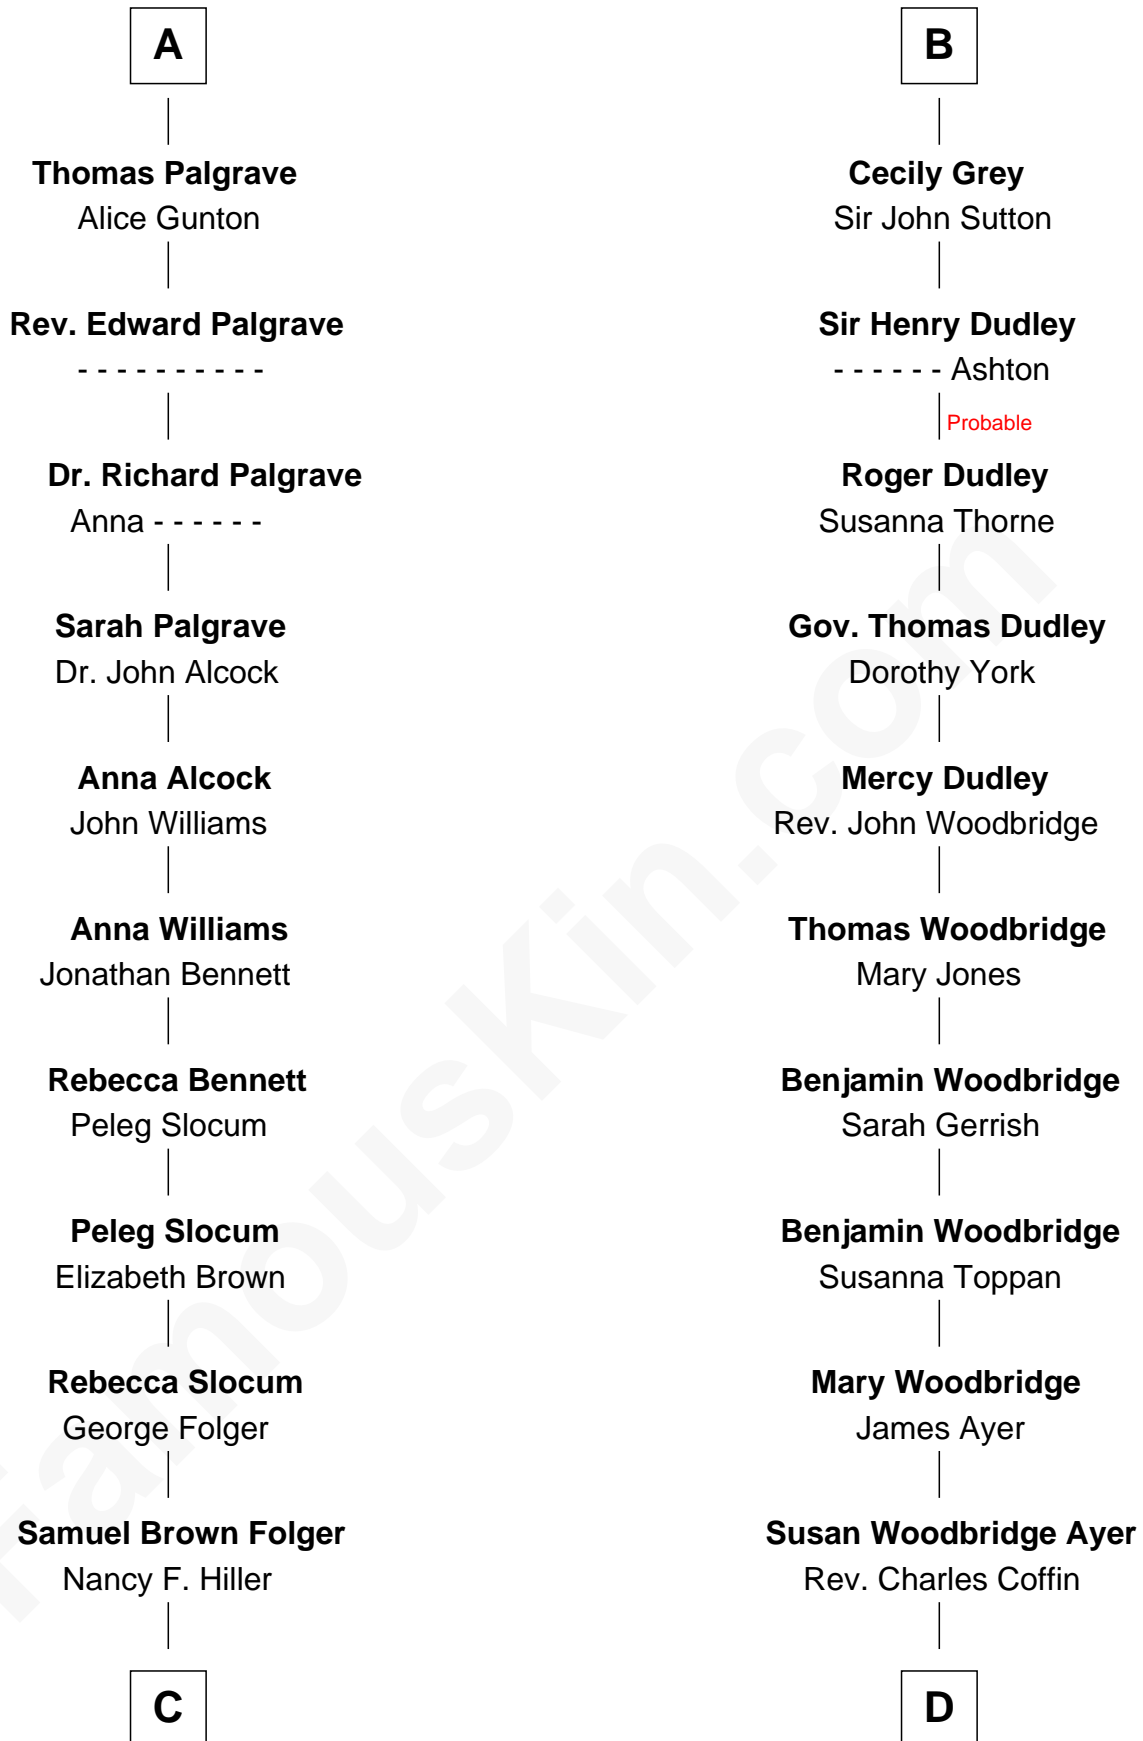 A
Thomas Palgrave
Alice Gunton
Rev. Edward Palgrave
- - - - - - - - - -
Dr. Richard Palgrave
Anna - - - - - -
Sarah Palgrave
Dr. John Alcock
Anna Alcock
John Williams
Anna Williams
Jonathan Bennett
Rebecca Bennett
Peleg Slocum
Peleg Slocum
Elizabeth Brown
Rebecca Slocum
George Folger
Samuel Brown Folger
Nancy F. Hiller
C
B
Cecily Grey
Sir John Sutton
Sir Henry Dudley
- - - - - - Ashton
Probable
Roger Dudley
Susanna Thorne
Gov. Thomas Dudley
Dorothy York
Mercy Dudley
Rev. John Woodbridge
Thomas Woodbridge
Mary Jones
Benjamin Woodbridge
Sarah Gerrish
Benjamin Woodbridge
Susanna Toppan
Mary Woodbridge
James Ayer
Susan Woodbridge Ayer
Rev. Charles Coffin
D
FamousKin.com